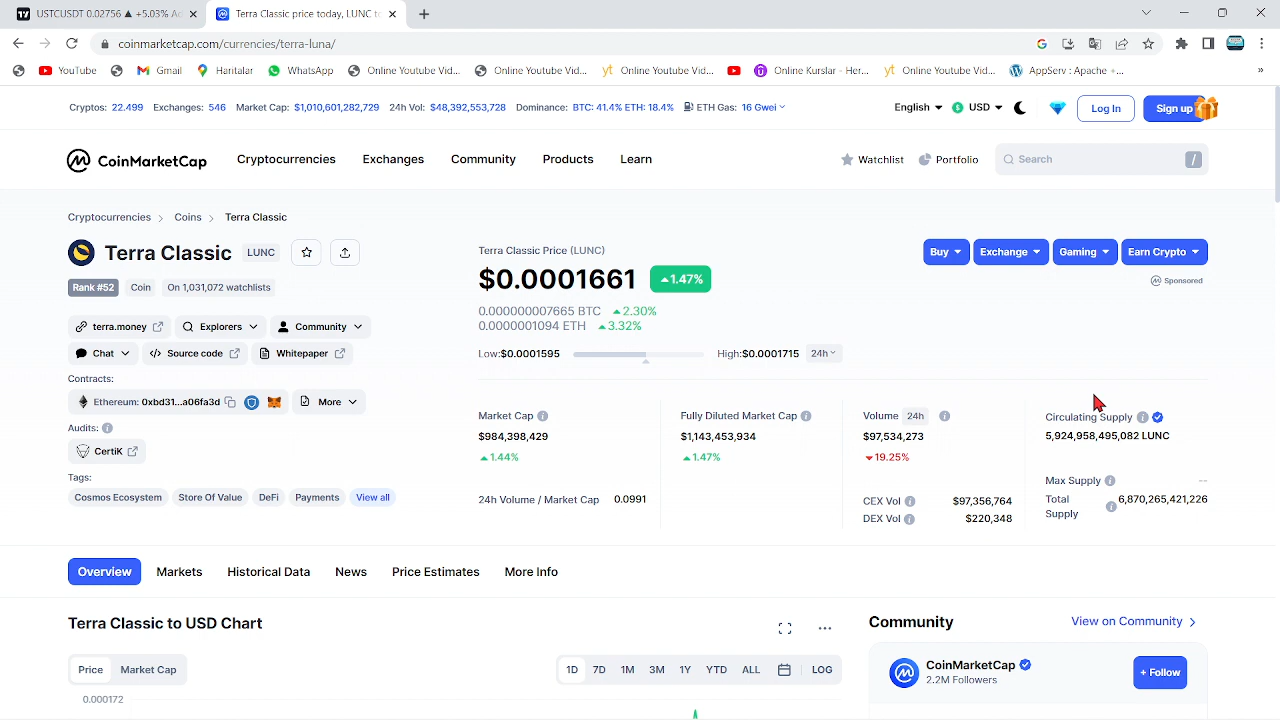 USTCUSDT 0.02756 ▲ +5.03% Ac
Terra Classic price today, LUNC to
coinmarketcap.com/currencies/terra-luna/
YouTube
Gmail
Haritalar
WhatsApp
Online Youtube Vid...
Online Youtube Vid...
Online Youtube Vid...
Online Kurslar - Her...
Online Youtube Vid...
AppServ : Apache +...
»
Cryptos: 22.499 Exchanges: 546 Market Cap: $1,010,601,282,729 24h Vol: $48,392,553,728 Dominance: BTC: 41.4% ETH: 18.4% ETH Gas: 16 Gwei
English USD Log In Sign up
CoinMarketCap Cryptocurrencies Exchanges Community Products Learn Watchlist Portfolio Search /
Cryptocurrencies > Coins > Terra Classic
Terra Classic LUNC
Rank #52 Coin On 1,031,072 watchlists
terra.money Explorers Community
Chat Source code Whitepaper
Contracts:
Ethereum: 0xbd31...a06fa3d More
Audits:
CertiK
Tags:
Cosmos Ecosystem Store Of Value DeFi Payments View all
Terra Classic Price (LUNC)
$0.0001661 1.47%
0.000000007665 BTC 2.30%
0.0000001094 ETH 3.32%
Low:$0.0001595 High:$0.0001715 24h
Buy Exchange Gaming Earn Crypto
Sponsored
Market Cap
$984,398,429
1.44%
24h Volume / Market Cap 0.0991
Fully Diluted Market Cap
$1,143,453,934
1.47%
Volume 24h
$97,534,273
19.25%
CEX Vol $97,356,764
DEX Vol $220,348
Circulating Supply
5,924,958,495,082 LUNC
Max Supply --
Total Supply 6,870,265,421,226
Overview Markets Historical Data News Price Estimates More Info
Terra Classic to USD Chart
Price Market Cap
1D 7D 1M 3M 1Y YTD ALL LOG
0.000172
Community View on Community >
CoinMarketCap
2.2M Followers
+ Follow